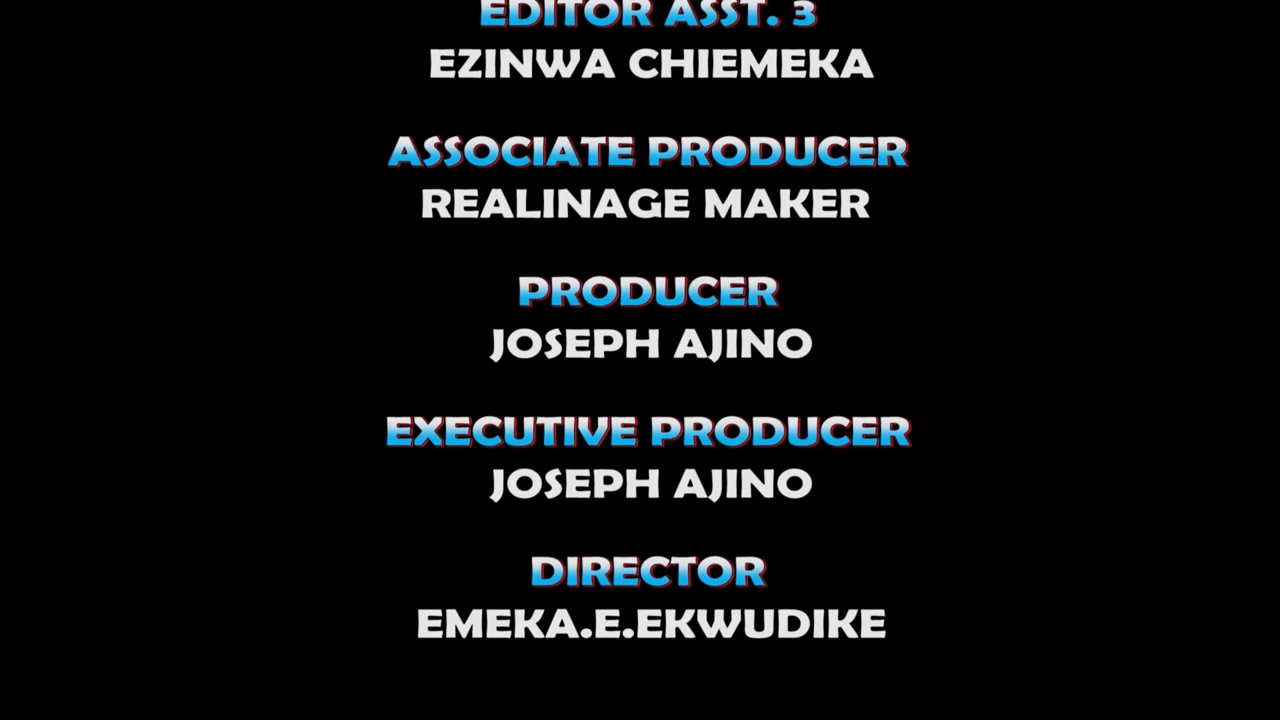 EDITOR ASST. 3
EZINWA CHIEMEKA
ASSOCIATE PRODUCER
REALINAGE MAKER
PRODUCER
JOSEPH AJINO
EXECUTIVE PRODUCER
JOSEPH AJINO
DIRECTOR
EMEKA.E.EKWUDIKE